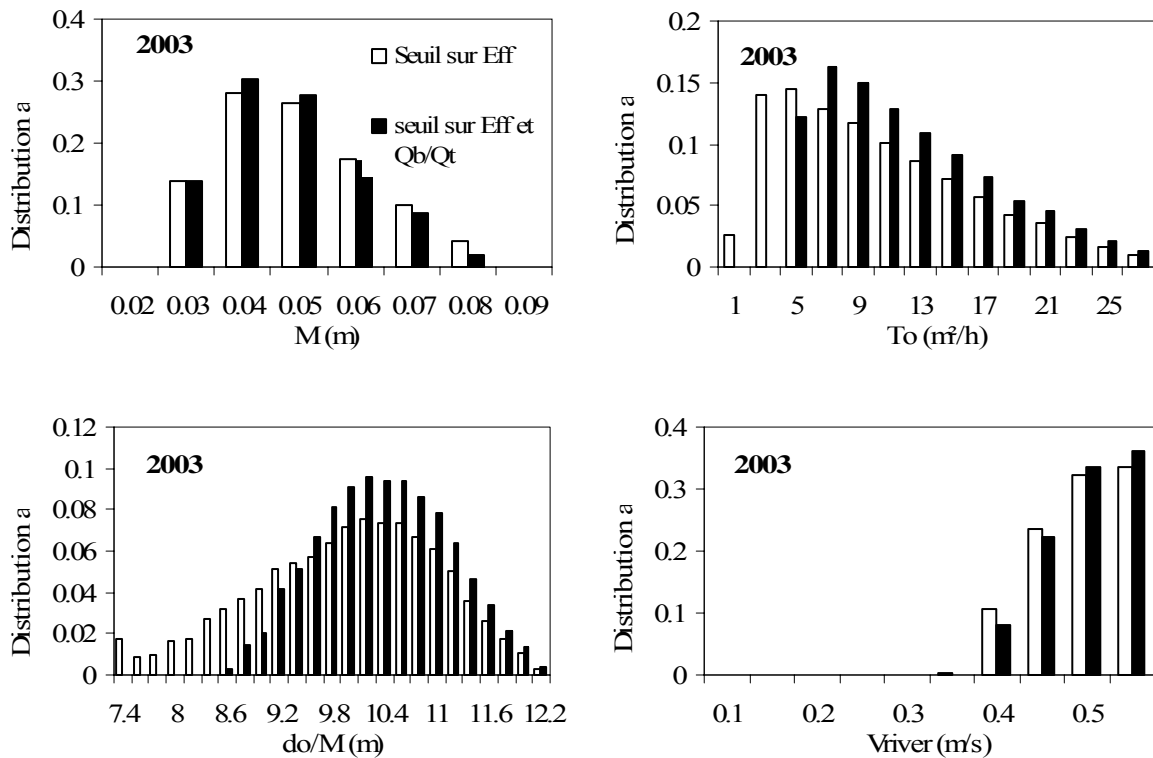 0.4
0.3
0.2
0.1
0
Distribution a
2003
Seuil sur Eff
seuil sur Eff et
Qb/Qt
0.02 0.03 0.04 0.05 0.06 0.07 0.08 0.09
M (m)
0.2
0.15
0.1
0.05
0
Distribution a
2003
1 5 9 13 17 21 25
To (m²/h)
0.12
0.1
0.08
0.06
0.04
0.02
0
Distribution a
2003
7.4 8 8.6 9.2 9.8 10.4 11 11.6 12.2
do/M (m)
0.4
0.3
0.2
0.1
0
Distribution a
2003
0.1 0.2 0.3 0.4 0.5
Vriver (m/s)